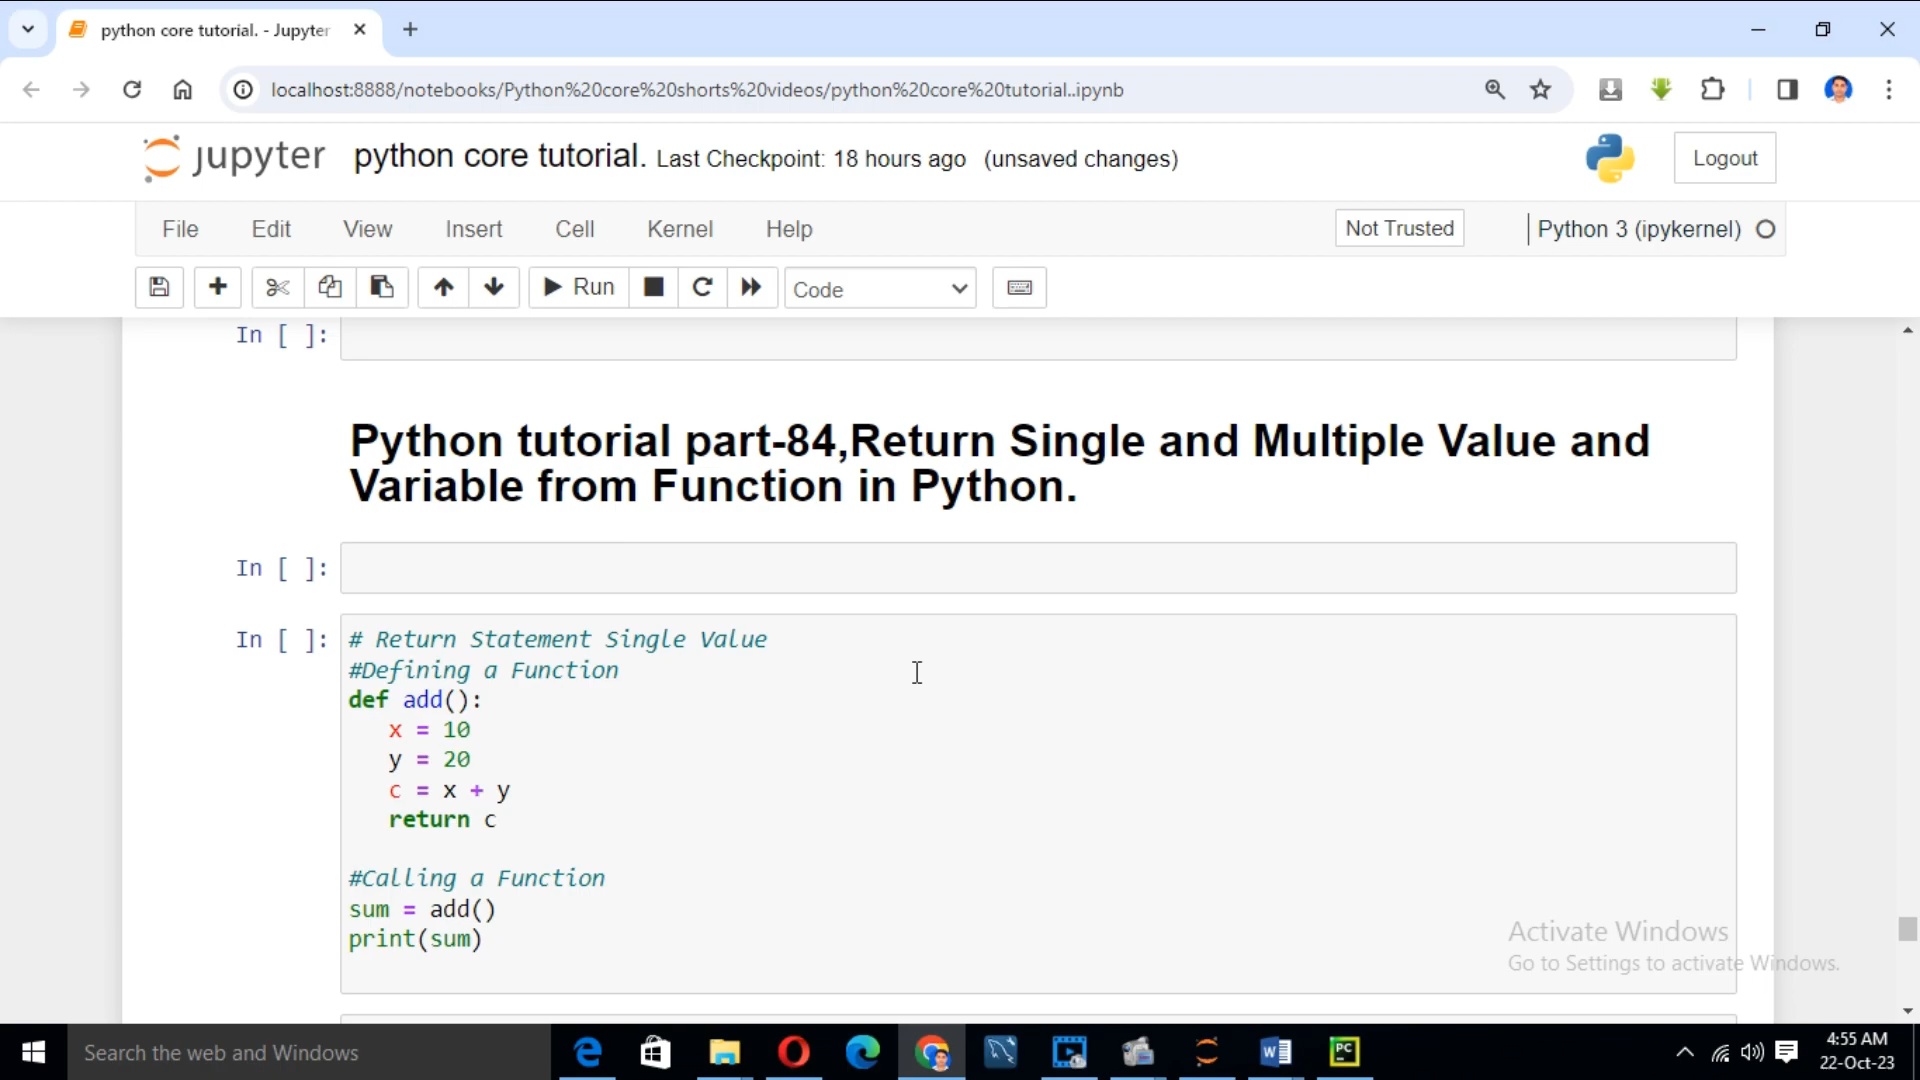 python core tutorial. - Jupyter
localhost:8888/notebooks/Python%20core%20shorts%20videos/python%20core%20tutorial..ipynb
jupyter python core tutorial. Last Checkpoint: 18 hours ago (unsaved changes)
Logout
File Edit View Insert Cell Kernel Help Not Trusted Python 3 (ipykernel)
Run Code
In [ ]:
Python tutorial part-84,Return Single and Multiple Value and
Variable from Function in Python.
In [ ]:
In [ ]: # Return Statement Single Value
#Defining a Function
def add():
x = 10
y = 20
c = x + y
return c
#Calling a Function
sum = add()
print(sum)
Activate Windows
Go to Settings to activate Windows.
Search the web and Windows
W
PC
4:55 AM
22-Oct-23